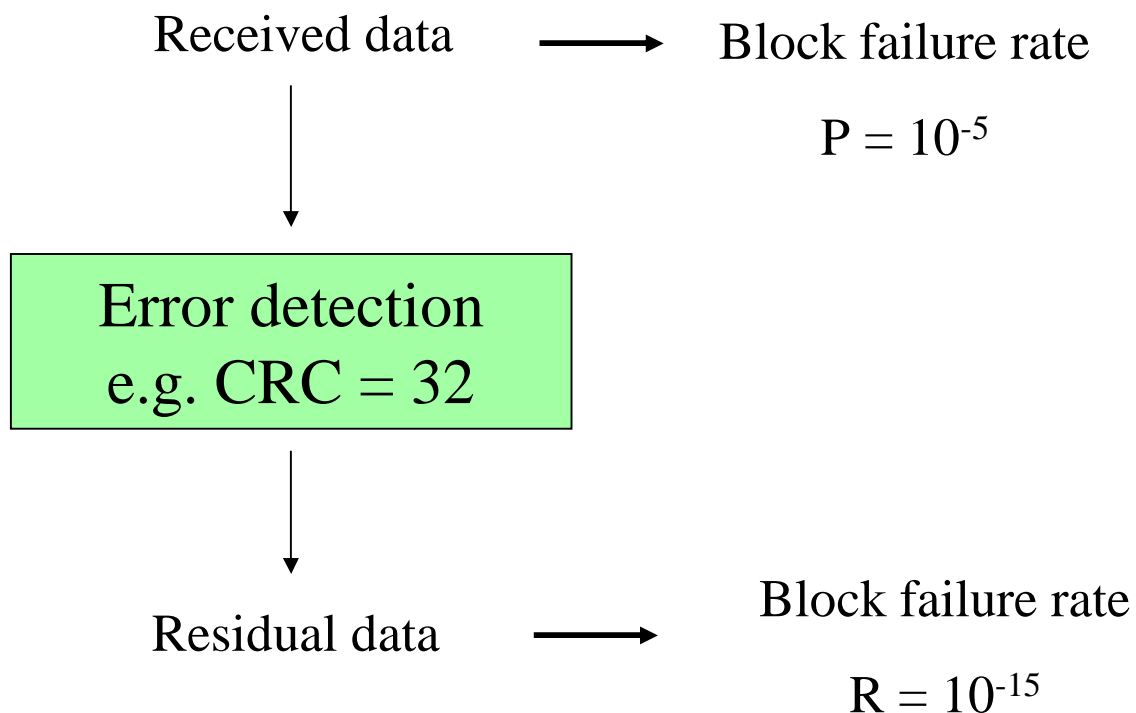 Received data
Block failure rate
P = 10⁻⁵
Error detection
e.g. CRC = 32
Residual data
Block failure rate
R = 10⁻¹⁵